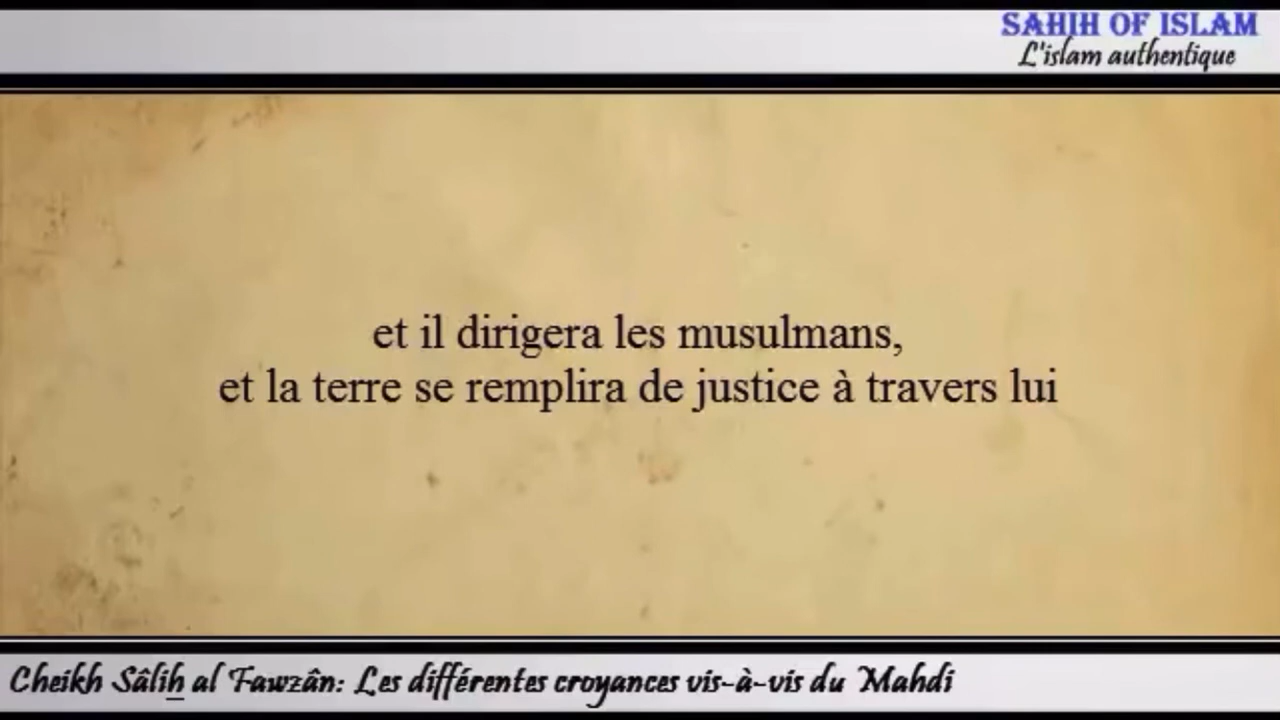 SAHIH OF ISLAM
L'islam authentique
et il dirigera les musulmans,
et la terre se remplira de justice à travers lui
Cheikh Sâlih al Fawzân: Les différentes croyances vis-à-vis du Mahdi